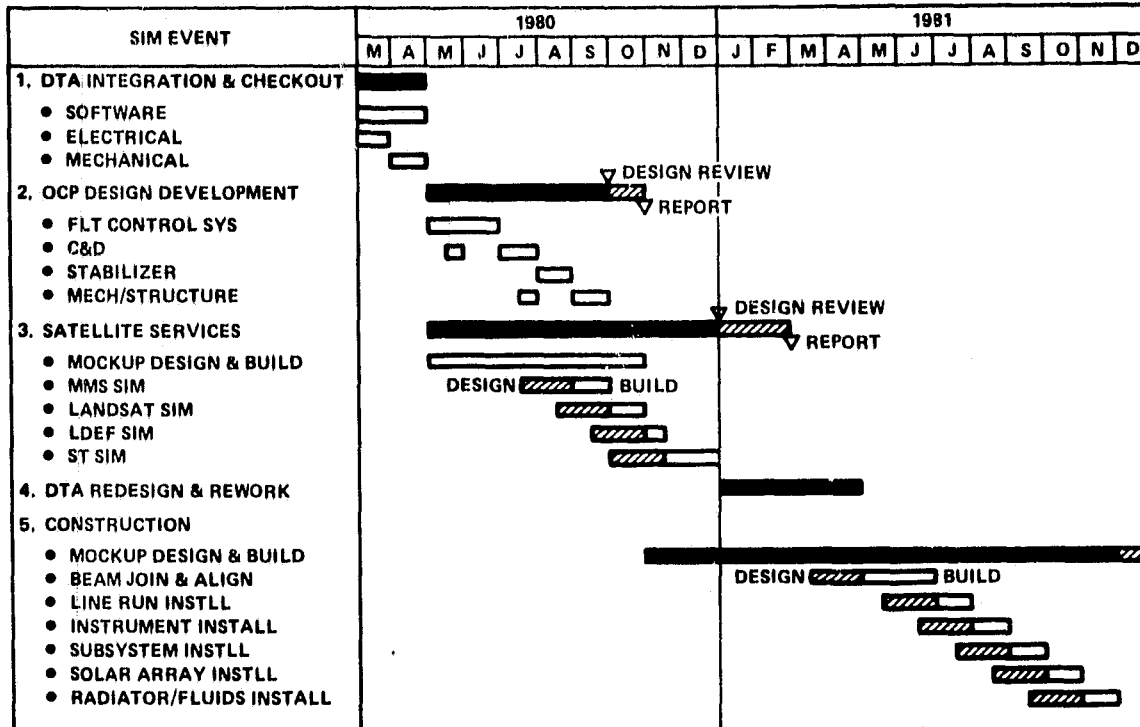 SIM EVENT
1980
1981
M A M J J A S O N D J F M A M J J A S O N D
1. DTA INTEGRATION & CHECKOUT
• SOFTWARE
• ELECTRICAL
• MECHANICAL
DESIGN REVIEW
2. OCP DESIGN DEVELOPMENT
REPORT
• FLT CONTROL SYS
• C&D
• STABILIZER
• MECH/STRUCTURE
DESIGN REVIEW
3. SATELLITE SERVICES
REPORT
• MOCKUP DESIGN & BUILD
• MMS SIM DESIGN BUILD
• LANDSAT SIM
• LDEF SIM
• ST SIM
4. DTA REDESIGN & REWORK
5. CONSTRUCTION
• MOCKUP DESIGN & BUILD
• BEAM JOIN & ALIGN DESIGN BUILD
• LINE RUN INSTLL
• INSTRUMENT INSTALL
• SUBSYSTEM INSTLL
• SOLAR ARRAY INSTLL
• RADIATOR/FLUIDS INSTALL